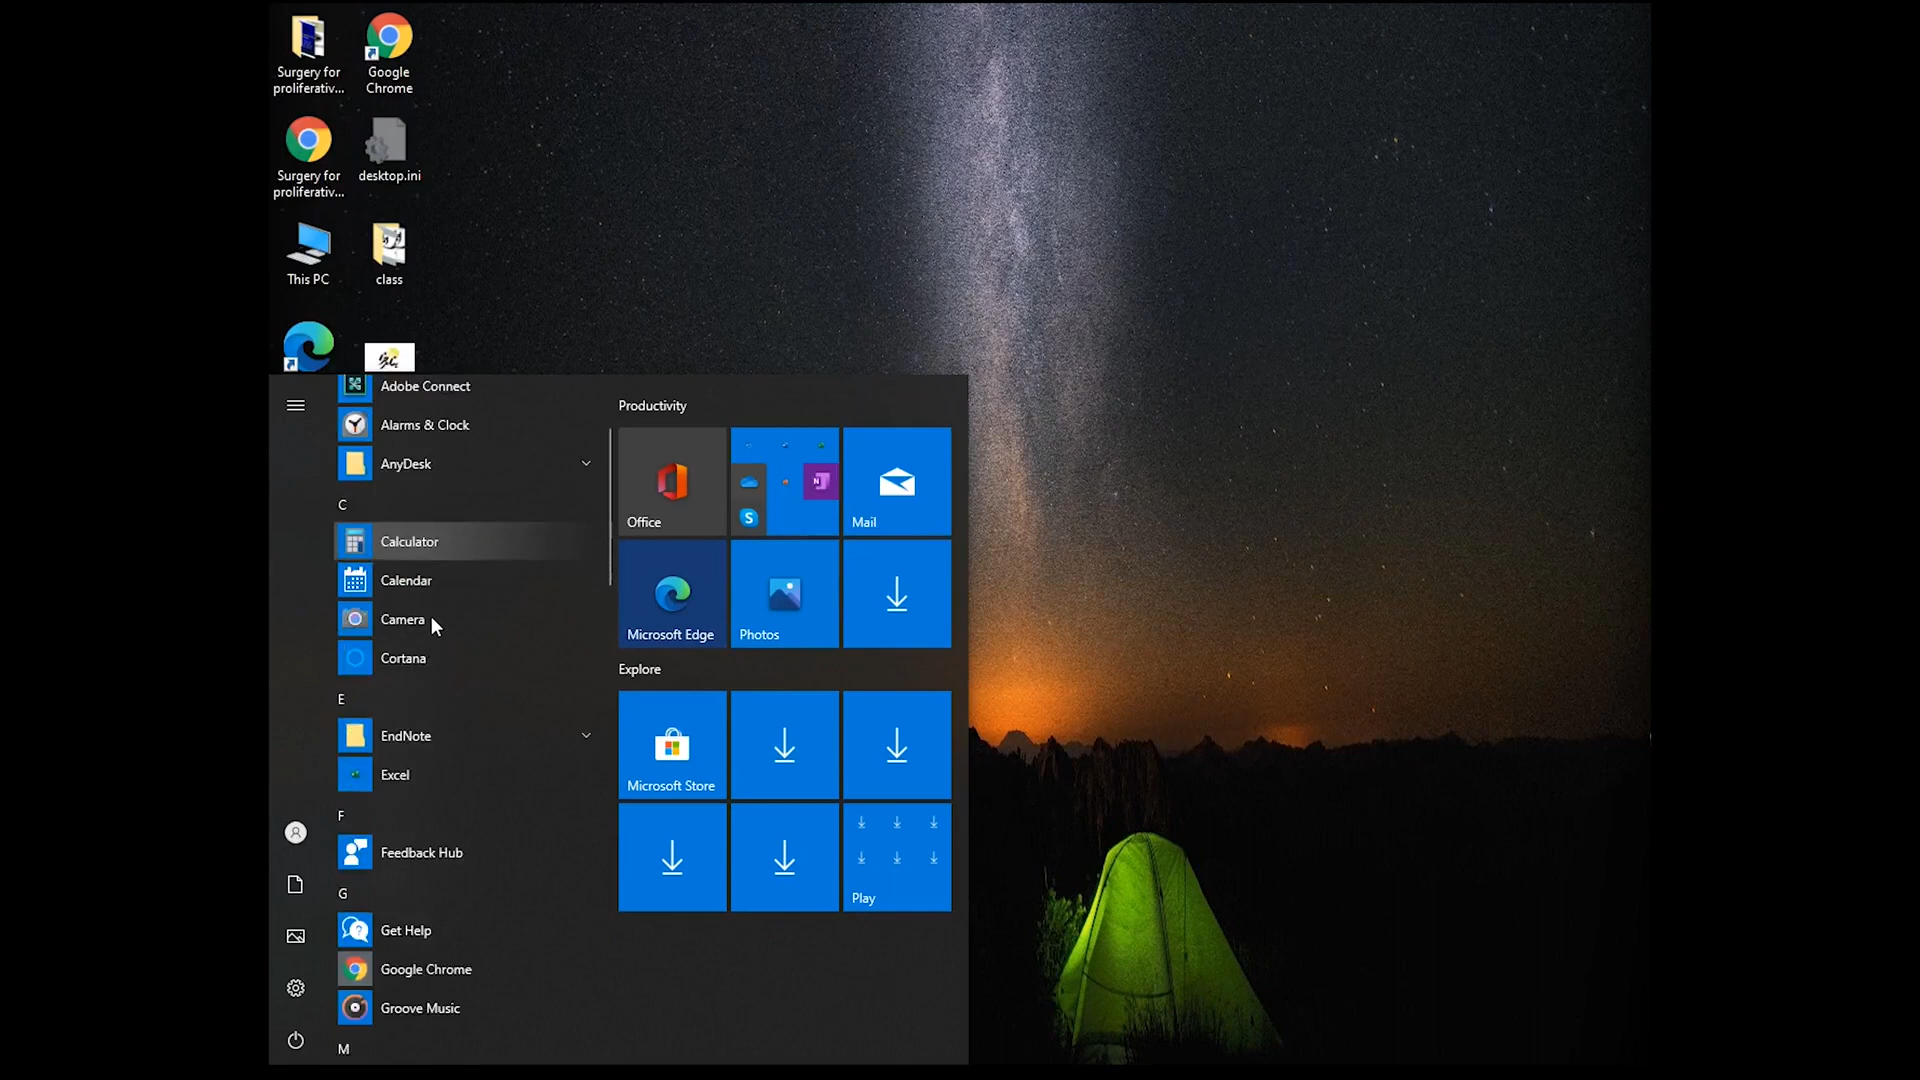 Surgery for
proliferativ...
Google
Chrome
Surgery for
proliferativ...
desktop.ini
This PC
class
Adobe Connect
Alarms & Clock
AnyDesk
C
Calculator
Calendar
Camera
Cortana
E
EndNote
Excel
F
Feedback Hub
G
Get Help
Google Chrome
Groove Music
M
Productivity
Office
N
S
Mail
Microsoft Edge
Photos
Explore
Microsoft Store
Play